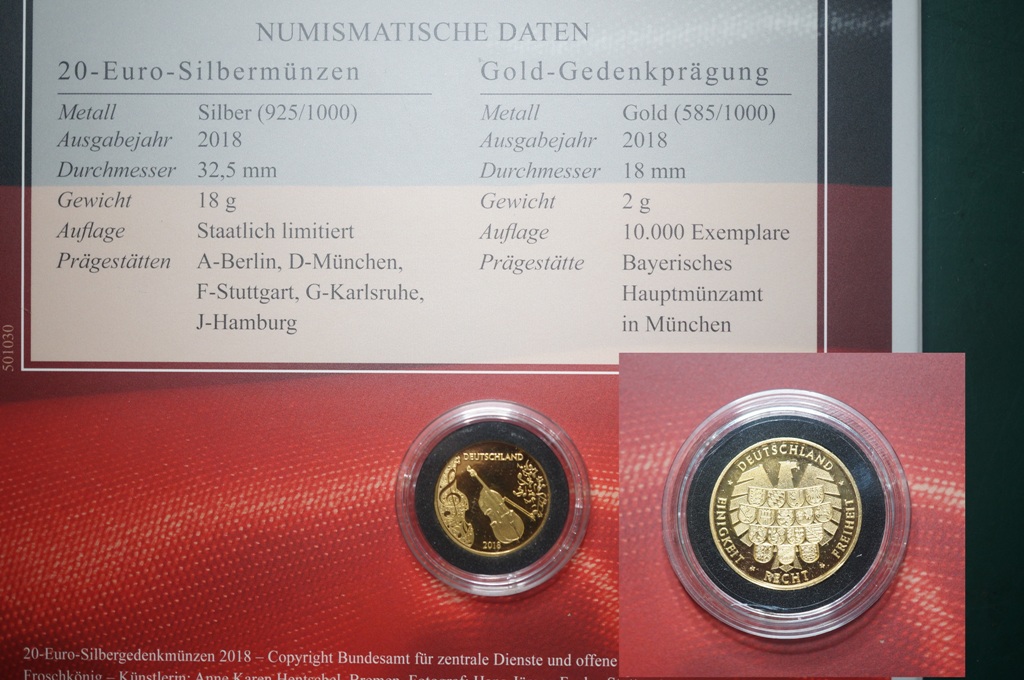 NUMISMATISCHE DATEN
20-Euro-Silbermünzen
Metall Silber (925/1000)
Ausgabejahr 2018
Durchmesser 32,5 mm
Gewicht 18 g
Auflage Staatlich limitiert
Prägestätten A-Berlin, D-München,
F-Stuttgart, G-Karlsruhe,
J-Hamburg
Gold-Gedenkprägung
Metall Gold (585/1000)
Ausgabejahr 2018
Durchmesser 18 mm
Gewicht 2 g
Auflage 10.000 Exemplare
Prägestätte Bayerisches
Hauptmünzamt
in München
501030
DEUTSCHLAND
2018
DEUTSCHLAND
EINIGKEIT * RECHT * FREIHEIT
20-Euro-Silbergedenkmünzen 2018 – Copyright Bundesamt für zentrale Dienste und offene
Froschkönig – Künstlerin: Anne Karen Hentschel, Bremen, Fotograf: Hans